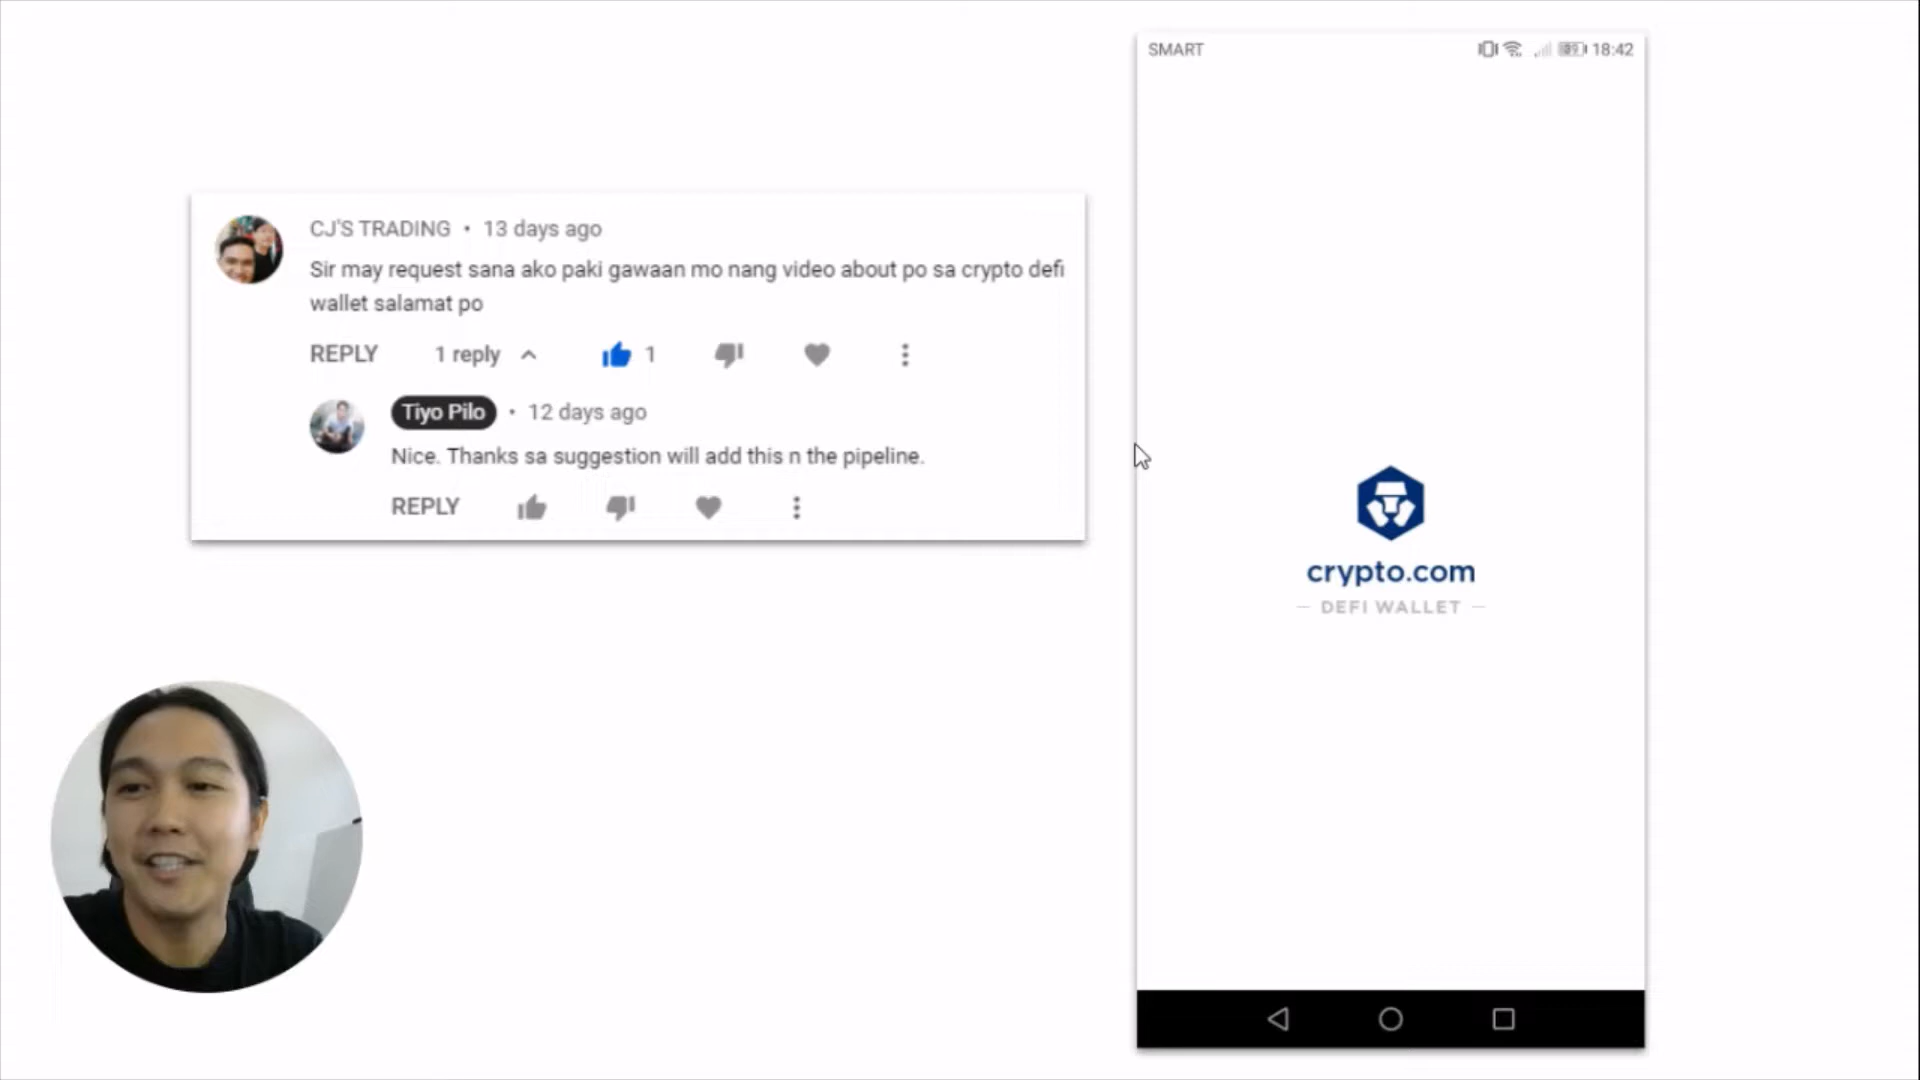 CJ'S TRADING • 13 days ago
Sir may request sana ako paki gawaan mo nang video about po sa crypto defi
wallet salamat po
REPLY 1 reply 1
Tiyo Pilo • 12 days ago
Nice. Thanks sa suggestion will add this n the pipeline.
REPLY
SMART 89 18:42
crypto.com
DEFI WALLET